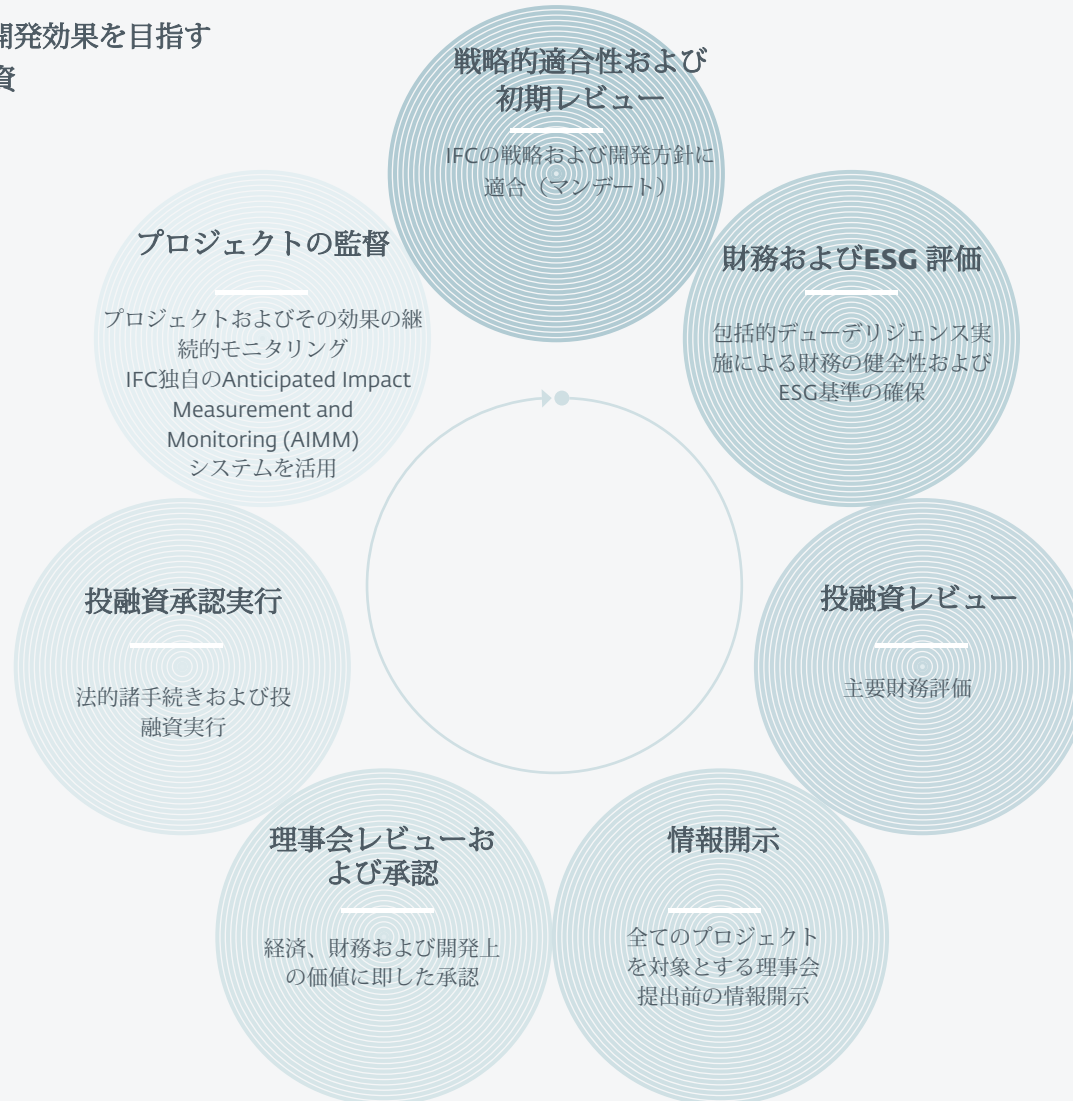 開発効果を目指す
資
戦略的適合性および
初期レビュー
IFCの戦略および開発方針に
適合（マンデート）
財務およびESG 評価
包括的デューデリジェンス実
施による財務の健全性および
ESG基準の確保
投融資レビュー
主要財務評価
情報開示
全てのプロジェクト
を対象とする理事会
提出前の情報開示
理事会レビューお
よび承認
経済、財務および開発上
の価値に即した承認
投融資承認実行
法的諸手続きおよび投
融資実行
プロジェクトの監督
プロジェクトおよびその効果の継
続的モニタリング
IFC独自のAnticipated Impact
Measurement and
Monitoring (AIMM)
システムを活用